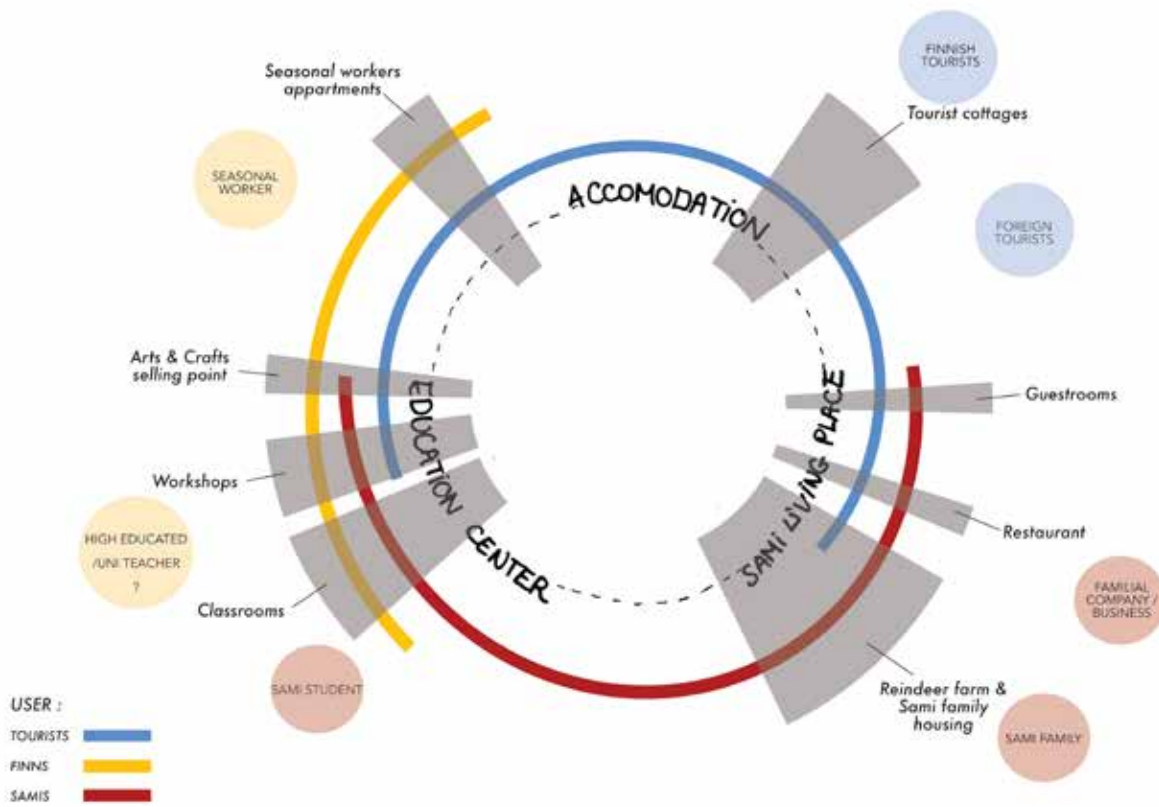 FINNISH
TOURISTS
Seasonal workers
appartments
Tourist cottages
SEASONAL
WORKER
ACCOMODATION
FOREIGN
TOURISTS
Arts & Crafts
selling point
EDUCATION CENTER
SAMI LIVING PLACE
Guestrooms
Workshops
Restaurant
HIGH EDUCATED
/UNI TEACHER
?
Classrooms
FAMILIAL
COMPANY /
BUSINESS
SAMI STUDENT
Reindeer farm &
Sami family
housing
SAMI FAMILY
USER :
TOURISTS
FINNS
SAMIS